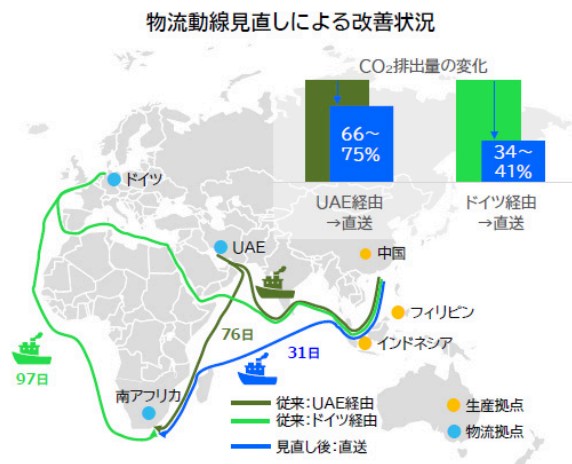 物流動線見直しによる改善状況
CO₂排出量の変化
66～
75%
34～
41%
UAE経由
→直送
ドイツ経由
→直送
ドイツ
UAE
中国
フィリピン
インドネシア
76日
31日
97日
南アフリカ
従来:UAE経由
従来:ドイツ経由
見直し後:直送
生産拠点
物流拠点